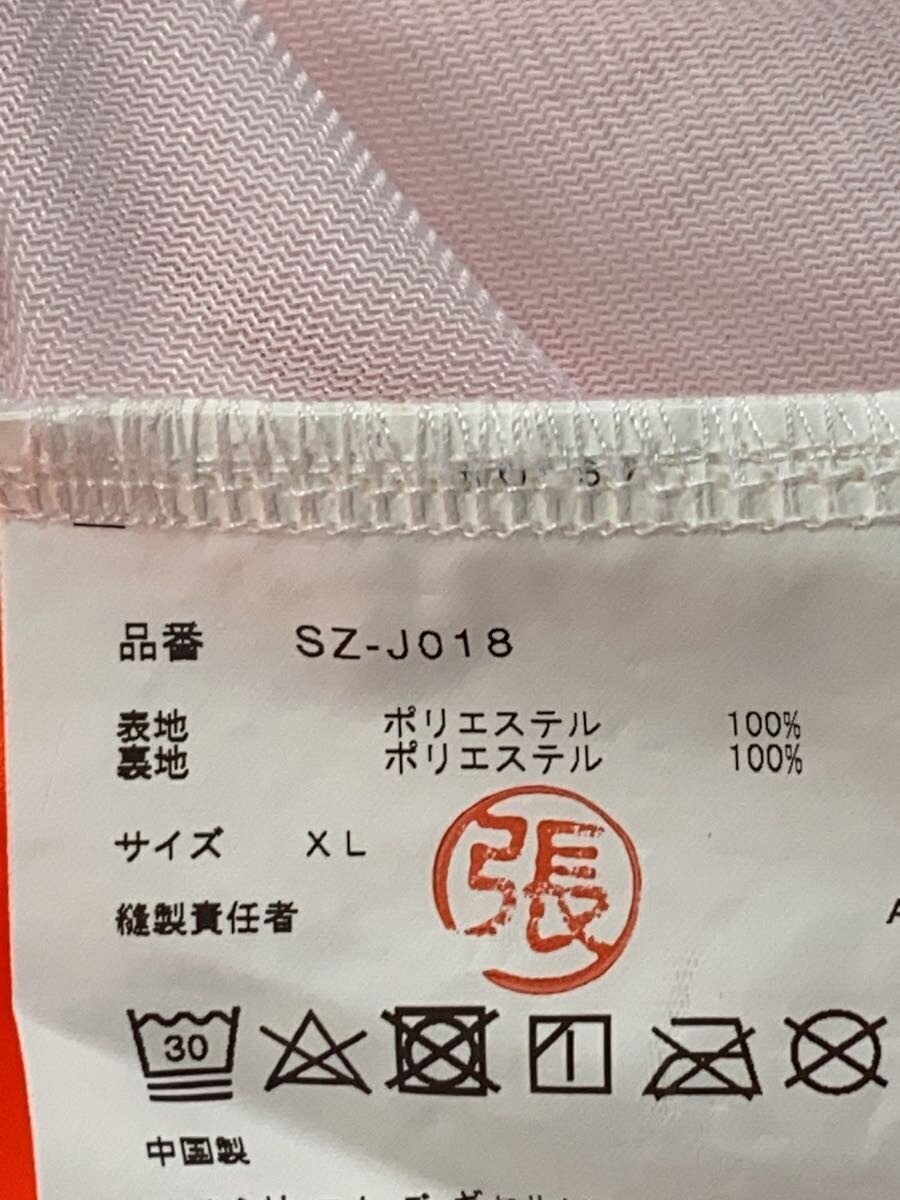 品番 SZ-J018
表地 ポリエステル 100%
裏地 ポリエステル 100%
サイズ XL
張
縫製責任者
30
中国製